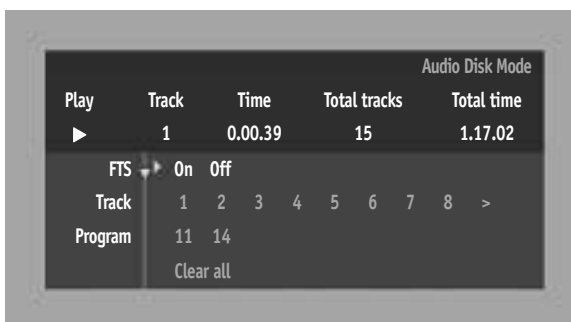 Audio Disk Mode
Play Track Time Total tracks Total time
1 0.00.39 15 1.17.02
FTS On Off
Track 1 2 3 4 5 6 7 8 >
Program 11 14
Clear all